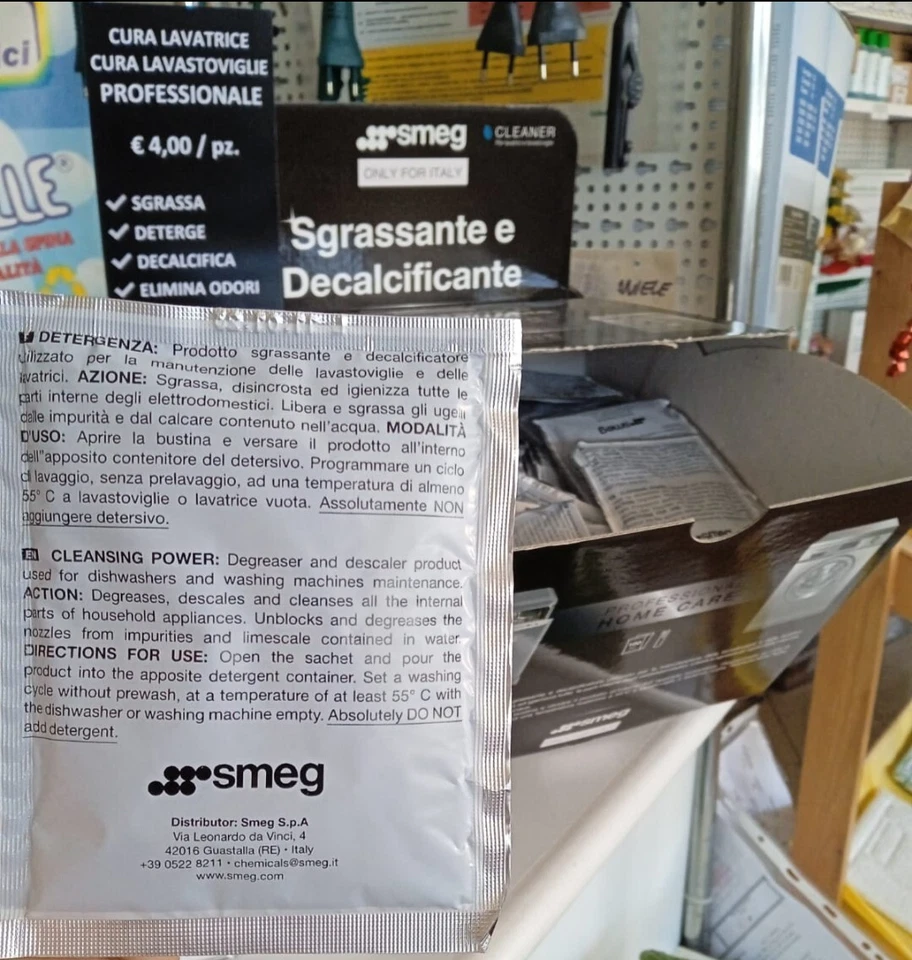 ci
CURA LAVATRICE
CURA LAVASTOVIGLIE
PROFESSIONALE
€ 4,00 / pz.
SGRASSA
DETERGE
DECALCIFICA
ELIMINA ODORI
smeg
CLEANER
ONLY FOR ITALY
Sgrassante e
Decalcificante
LLE®
LA SPINA
ALITÀ
MIELE
IT DETERGENZA: Prodotto sgrassante e decalcificatore
utilizzato per la manutenzione delle lavastoviglie e delle
lavatrici. AZIONE: Sgrassa, disincrosta ed igienizza tutte le
parti interne degli elettrodomestici. Libera e sgrassa gli ugelli
dalle impurità e dal calcare contenuto nell'acqua. MODALITÀ
D'USO: Aprire la bustina e versare il prodotto all'interno
dell"apposito contenitore del detersivo. Programmare un ciclo
di lavaggio, senza prelavaggio, ad una temperatura di almeno
55° C a lavastoviglie o lavatrice vuota. Assolutamente NON
aggiungere detersivo.
EN CLEANSING POWER: Degreaser and descaler product
used for dishwashers and washing machines maintenance.
ACTION: Degreases, descales and cleanses all the internal
parts of household appliances. Unblocks and degreases the
nozzles from impurities and limescale contained in water.
DIRECTIONS FOR USE: Open the sachet and pour the
product into the apposite detergent container. Set a washing
cycle without prewash, at a temperature of at least 55° C with
the dishwasher or washing machine empty. Absolutely DO NOT
add detergent.
smeg
Distributor: Smeg S.p.A
Via Leonardo da Vinci, 4
42016 Guastalla (RE) • Italy
+39 0522 8211 • chemicals@smeg.it
www.smeg.com
PROFESSIONAL
HOME CARE
smeg